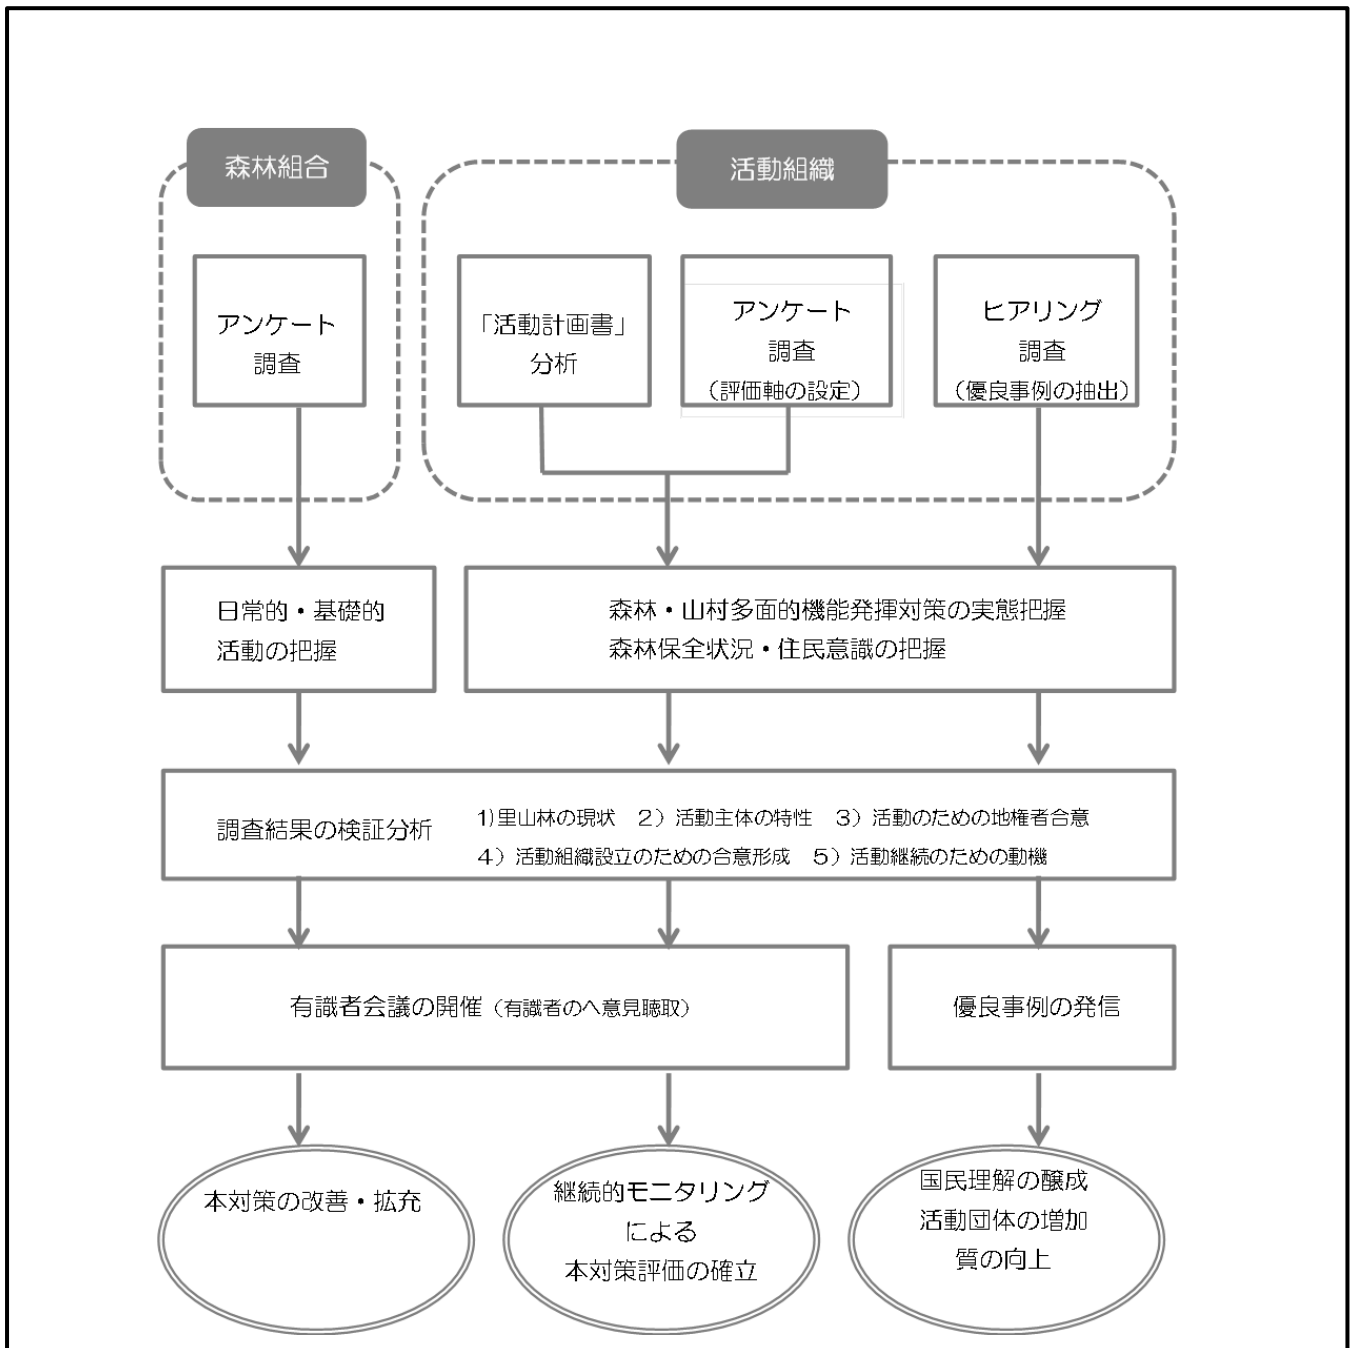 森林組合
活動組織
アンケート
調査
「活動計画書」
分析
アンケート
調査
（評価軸の設定）
ヒアリング
調査
（優良事例の抽出）
日常的・基礎的
活動の把握
森林・山村多面的機能発揮対策の実態把握
森林保全状況・住民意識の把握
調査結果の検証分析
1)里山林の現状　2）活動主体の特性　3）活動のための地権者合意
4）活動組織設立のための合意形成　5）活動継続のための動機
有識者会議の開催（有識者のへ意見聴取）
優良事例の発信
本対策の改善・拡充
継続的モニタリング
による
本対策評価の確立
国民理解の醸成
活動団体の増加
質の向上